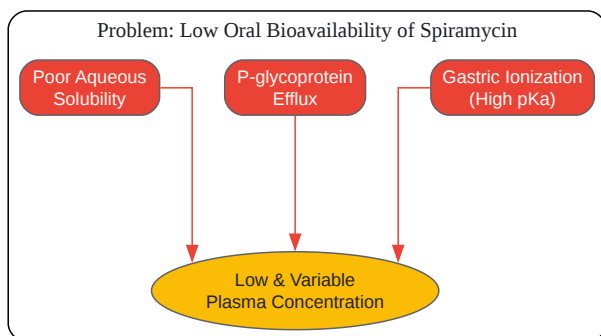 Problem: Low Oral Bioavailability of Spiramycin
Poor Aqueous
Solubility
P-glycoprotein
Efflux
Gastric Ionization
(High pKa)
Low & Variable
Plasma Concentration